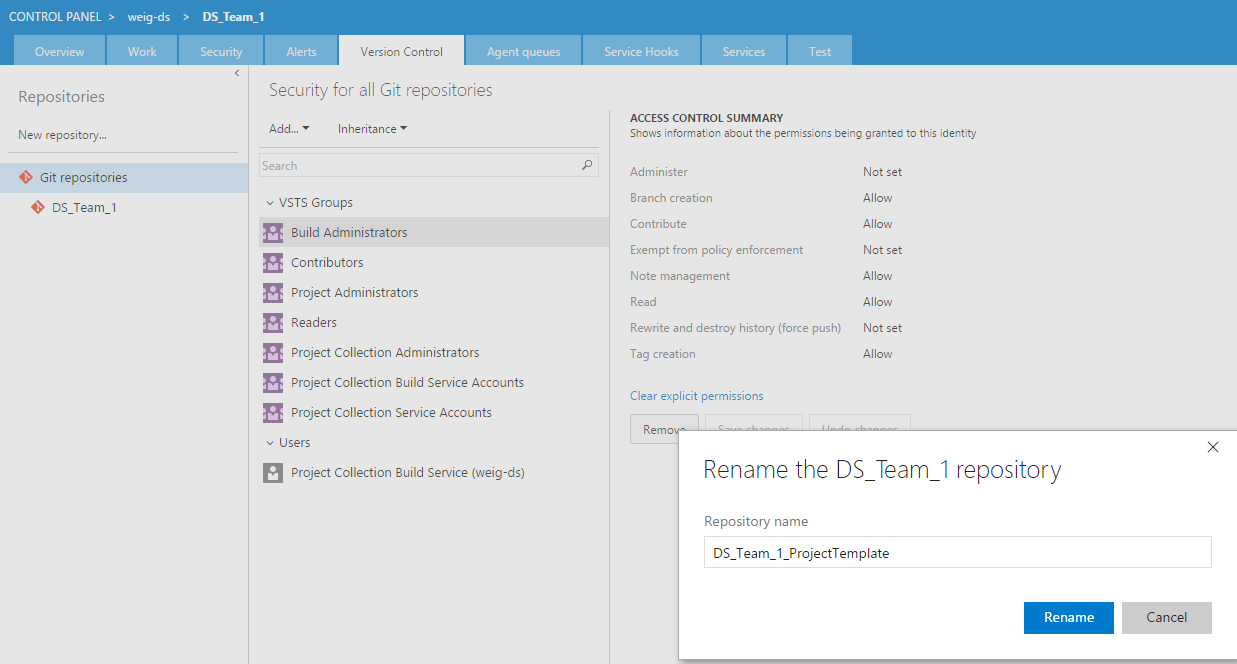 CONTROL PANEL > weig-ds > DS_Team_1
Overview Work Security Alerts Version Control Agent queues Service Hooks Services Test
Repositories
New repository...
Git repositories
DS_Team_1
Security for all Git repositories
Add... Inheritance
Search
VSTS Groups
Build Administrators
Contributors
Project Administrators
Readers
Project Collection Administrators
Project Collection Build Service Accounts
Project Collection Service Accounts
Users
Project Collection Build Service (weig-ds)
ACCESS CONTROL SUMMARY
Shows information about the permissions being granted to this identity
Administer Not set
Branch creation Allow
Contribute Allow
Exempt from policy enforcement Not set
Note management Allow
Read Allow
Rewrite and destroy history (force push) Not set
Tag creation Allow
Clear explicit permissions
Remove Save changes Undo changes
Rename the DS_Team_1 repository
Repository name
DS_Team_1_ProjectTemplate
Rename Cancel